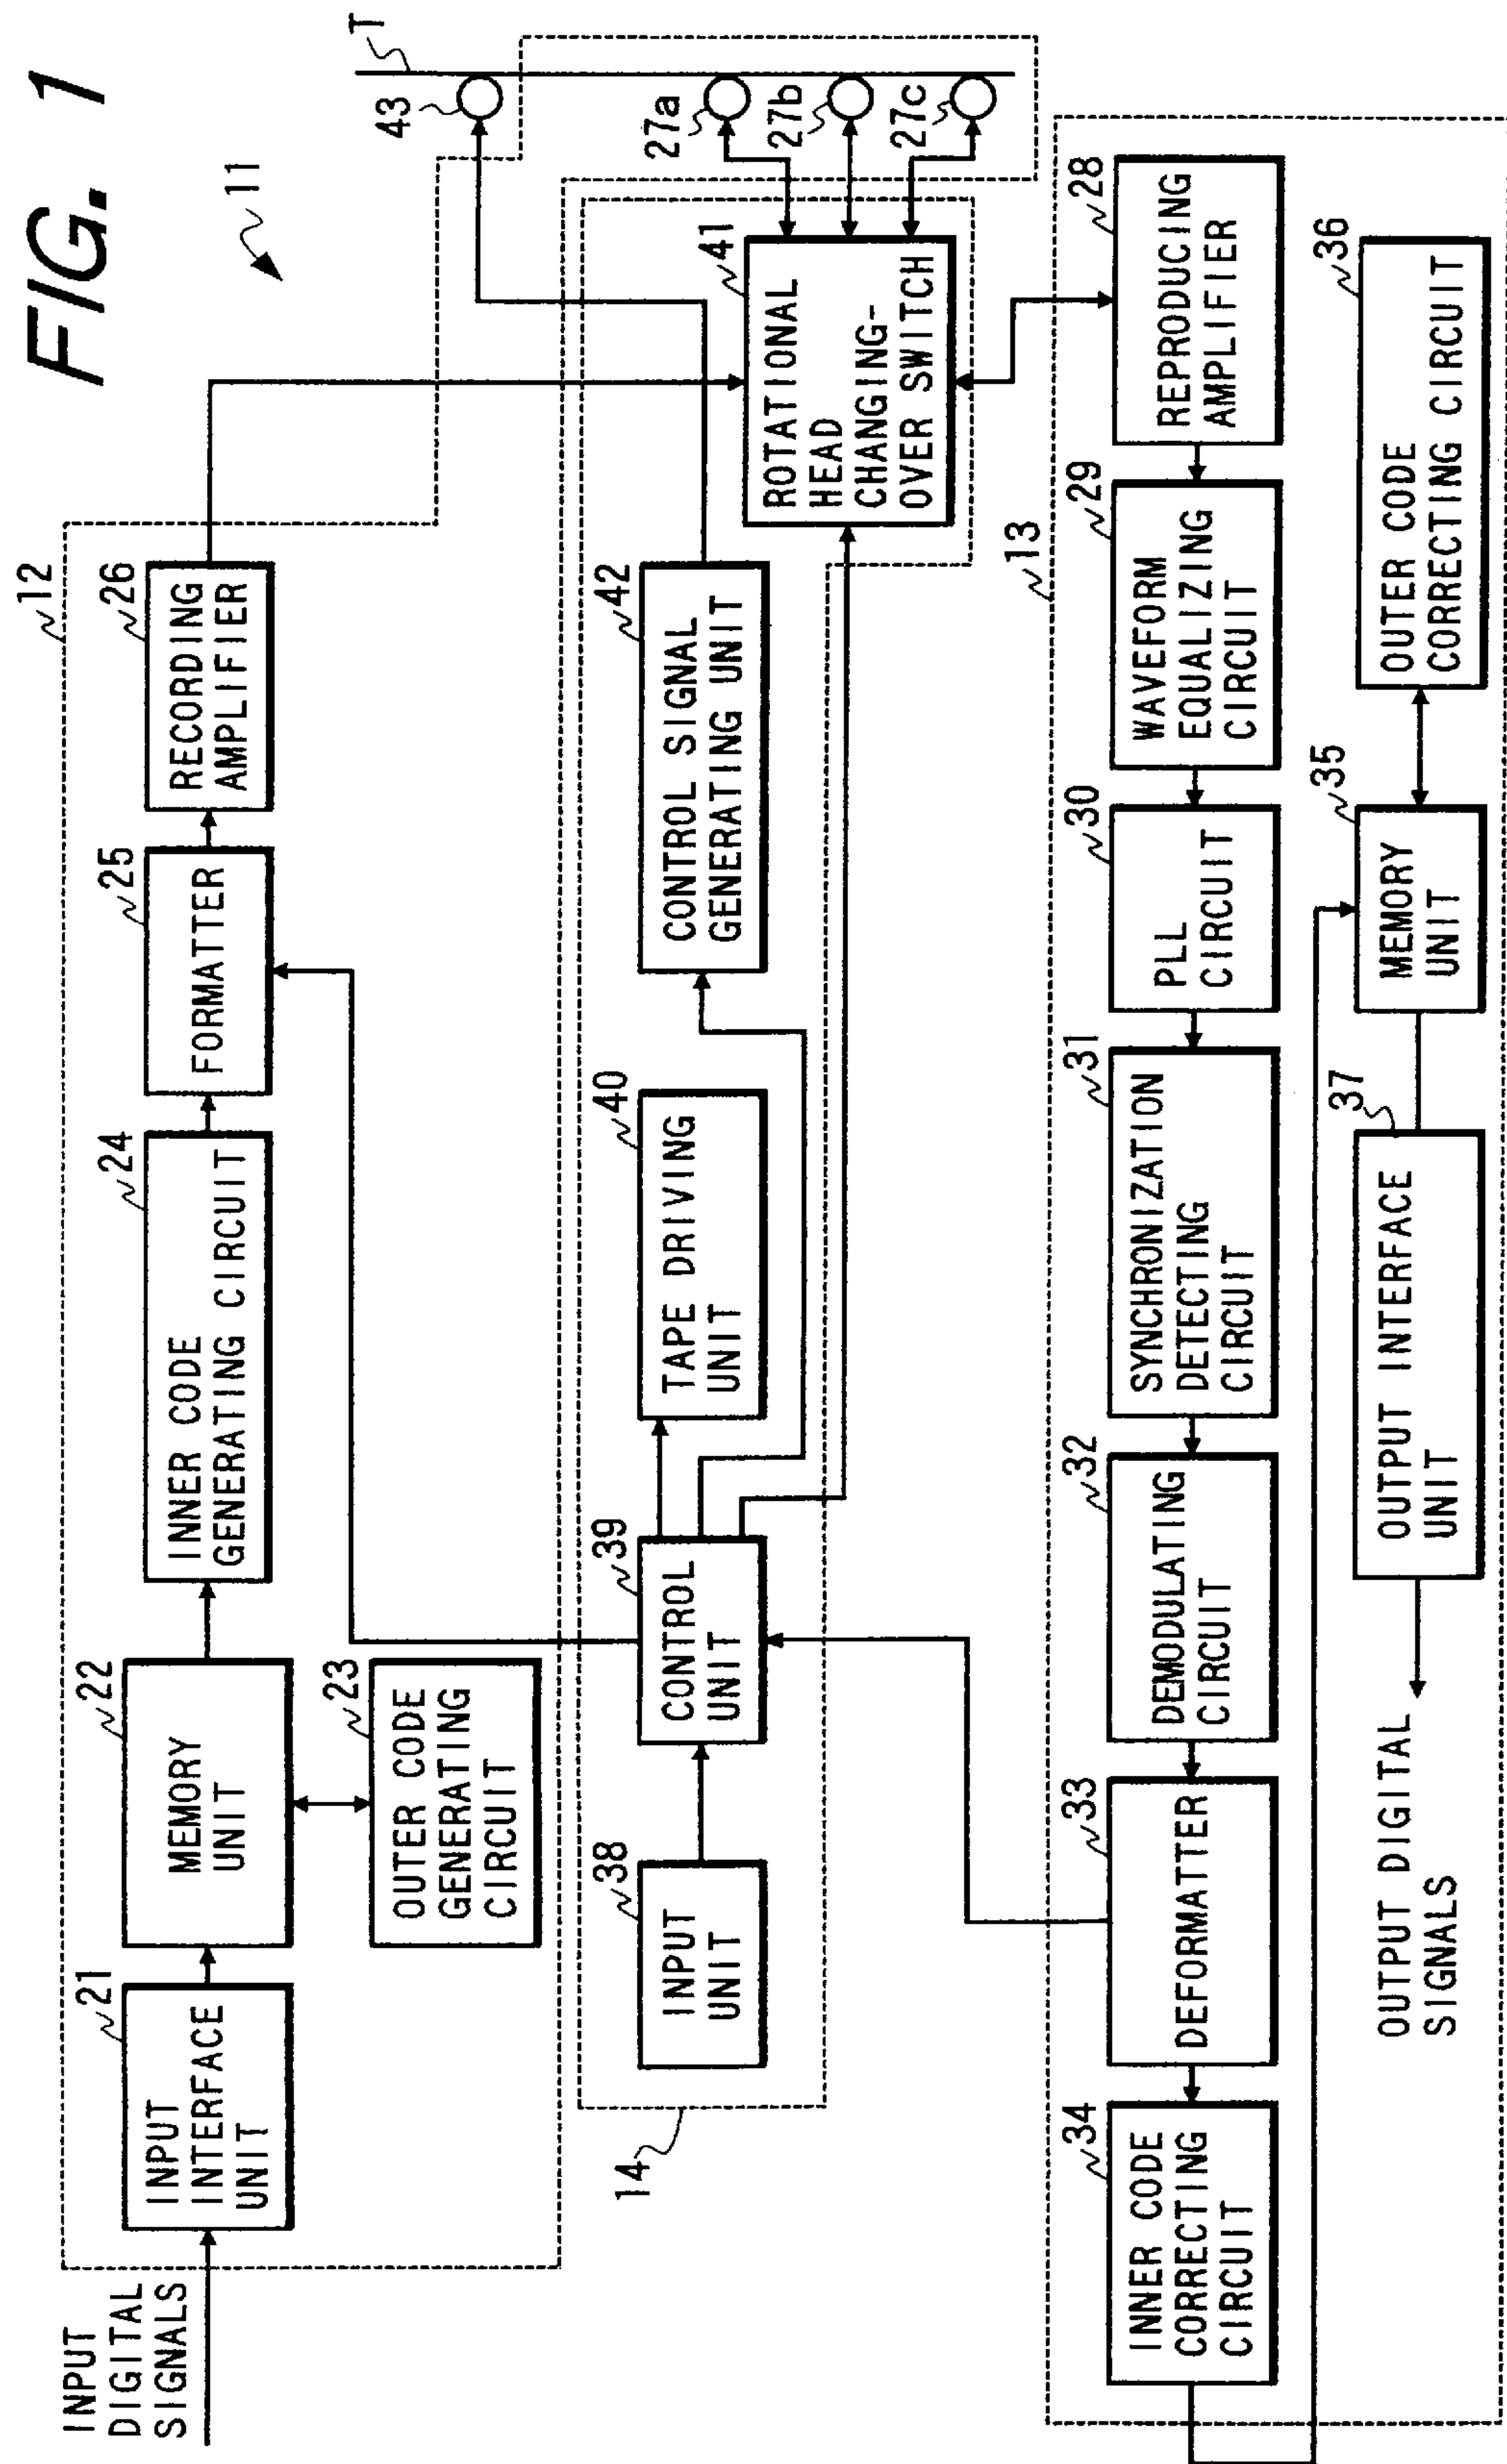 FIG. 1
11
12
INPUT
DIGITAL
SIGNALS
21
INPUT
INTERFACE
UNIT
22
MEMORY
UNIT
23
OUTER CODE
GENERATING
CIRCUIT
24
INNER CODE
GENERATING CIRCUIT
25
FORMATTER
26
RECORDING
AMPLIFIER
43
T
27a
27b
27c
14
38
INPUT
UNIT
39
CONTROL
UNIT
40
TAPE DRIVING
UNIT
42
CONTROL SIGNAL
GENERATING UNIT
41
ROTATIONAL
HEAD
CHANGING-
OVER SWITCH
13
34
INNER CODE
CORRECTING
CIRCUIT
33
DEFORMATTER
32
DEMODULATING
CIRCUIT
31
SYNCHRONIZATION
DETECTING
CIRCUIT
30
PLL
CIRCUIT
29
WAVEFORM
EQUALIZING
CIRCUIT
28
REPRODUCING
AMPLIFIER
OUTPUT DIGITAL
SIGNALS
37
OUTPUT INTERFACE
UNIT
35
MEMORY
UNIT
36
OUTER CODE
CORRECTING CIRCUIT